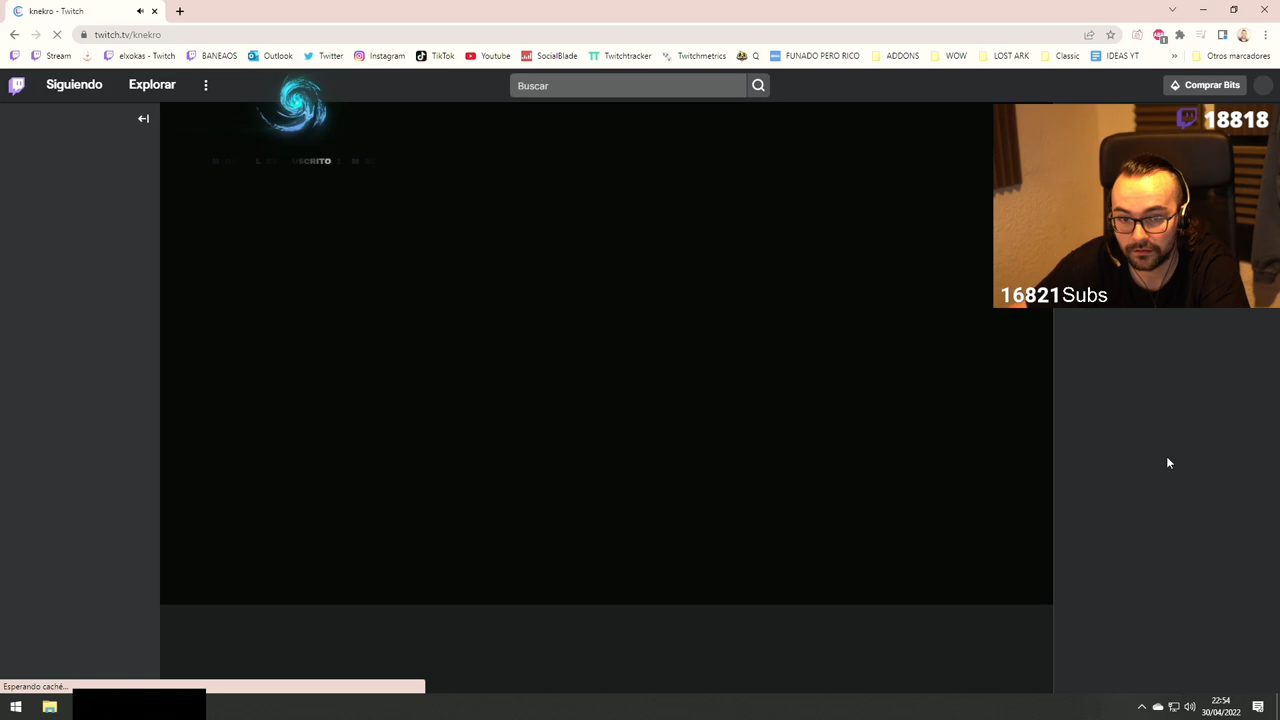 knekro - Twitch
twitch.tv/knekro
Stream
elxokas - Twitch
BANEAOS
Outlook
Twitter
Instagram
TikTok
Youtube
SocialBlade
Twitchtracker
Twitchmetrics
Q
FUNADO PERO RICO
ADDONS
WOW
LOST ARK
Classic
IDEAS YT
»
Otros marcadores
Siguiendo
Explorar
Buscar
Comprar Bits
18818
16821Subs
Esperando caché...
22:54
30/04/2022